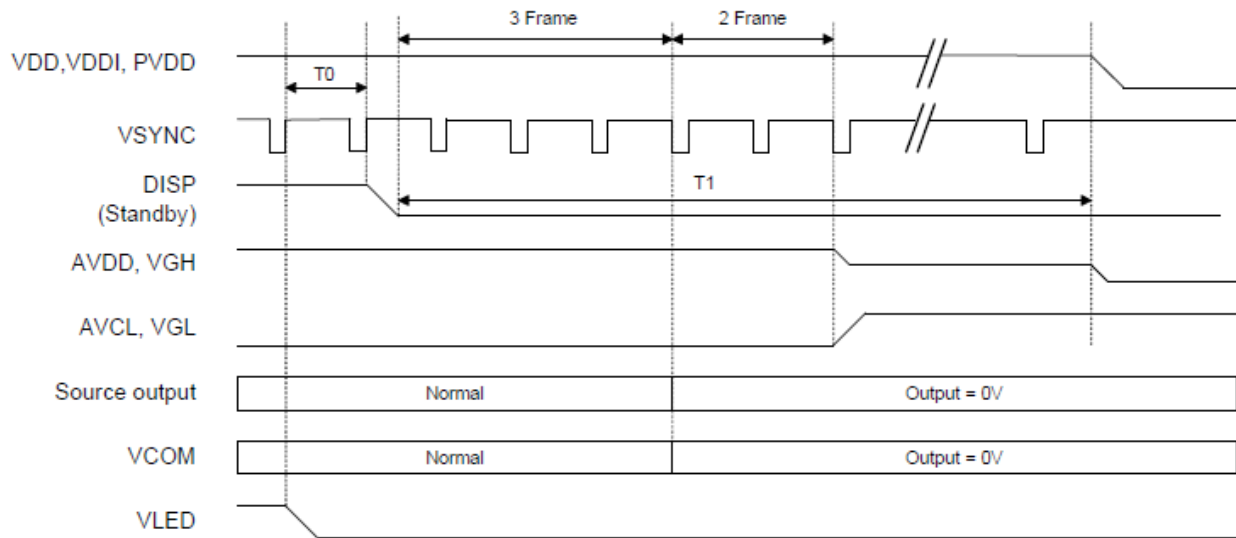 3 Frame
2 Frame
VDD,VDDI, PVDD
T0
VSYNC
DISP
(Standby)
T1
AVDD, VGH
AVCL, VGL
Source output
Normal
Output = 0V
VCOM
Normal
Output = 0V
VLED